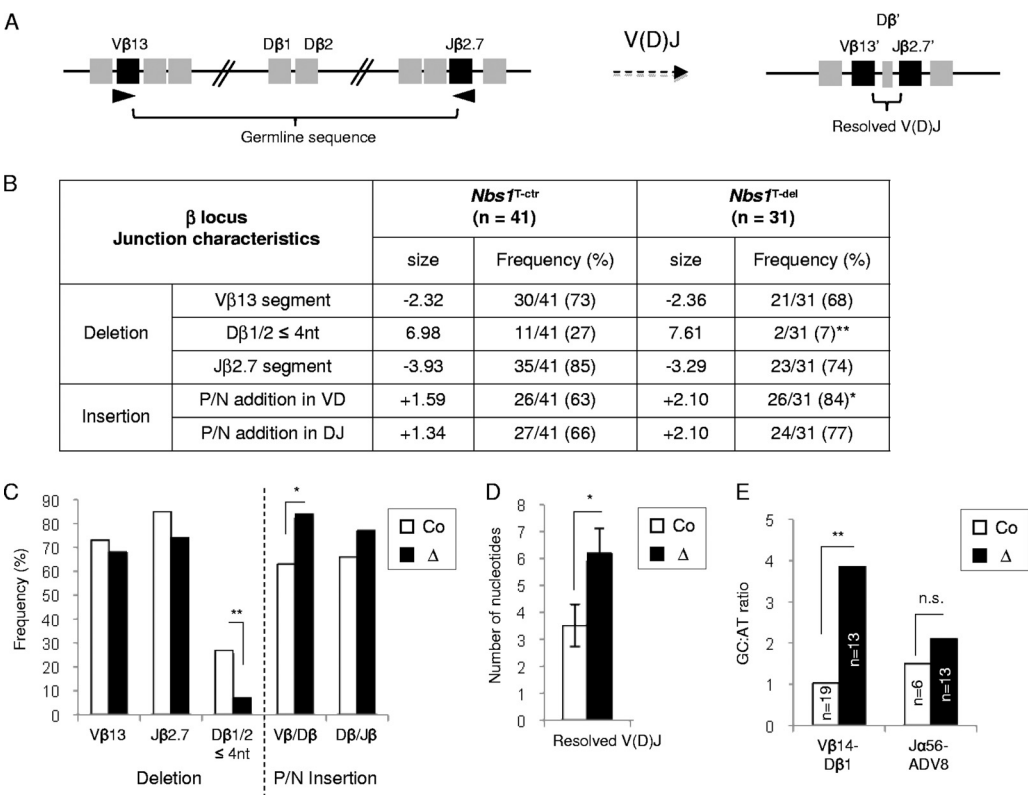 A
Vβ13
Dβ1 Dβ2
Jβ2.7
Germline sequence
V(D)J
Dβ'
Vβ13' Jβ2.7'
Resolved V(D)J
B
β locus
Junction characteristics
Nbs1T-ctr
(n = 41)
Nbs1T-del
(n = 31)
size Frequency (%) size Frequency (%)
Deletion
Vβ13 segment -2.32 30/41 (73) -2.36 21/31 (68)
Dβ1/2 ≤ 4nt 6.98 11/41 (27) 7.61 2/31 (7)**
Jβ2.7 segment -3.93 35/41 (85) -3.29 23/31 (74)
Insertion
P/N addition in VD +1.59 26/41 (63) +2.10 26/31 (84)*
P/N addition in DJ +1.34 27/41 (66) +2.10 24/31 (77)
C
Frequency (%)
90
80
70
60
50
40
30
20
10
0
**
*
Co
Δ
Vβ13 Jβ2.7 Dβ1/2 Vβ/Dβ Dβ/Jβ
≤ 4nt
Deletion P/N Insertion
D
Number of nucleotides
8
7
6
5
4
3
2
1
0
*
Co
Δ
Resolved V(D)J
E
GC:AT ratio
5
4
3
2
1
0
**
n.s.
n=19
n=13
n=6
n=13
Co
Δ
Vβ14-
Dβ1
Jα56-
ADV8